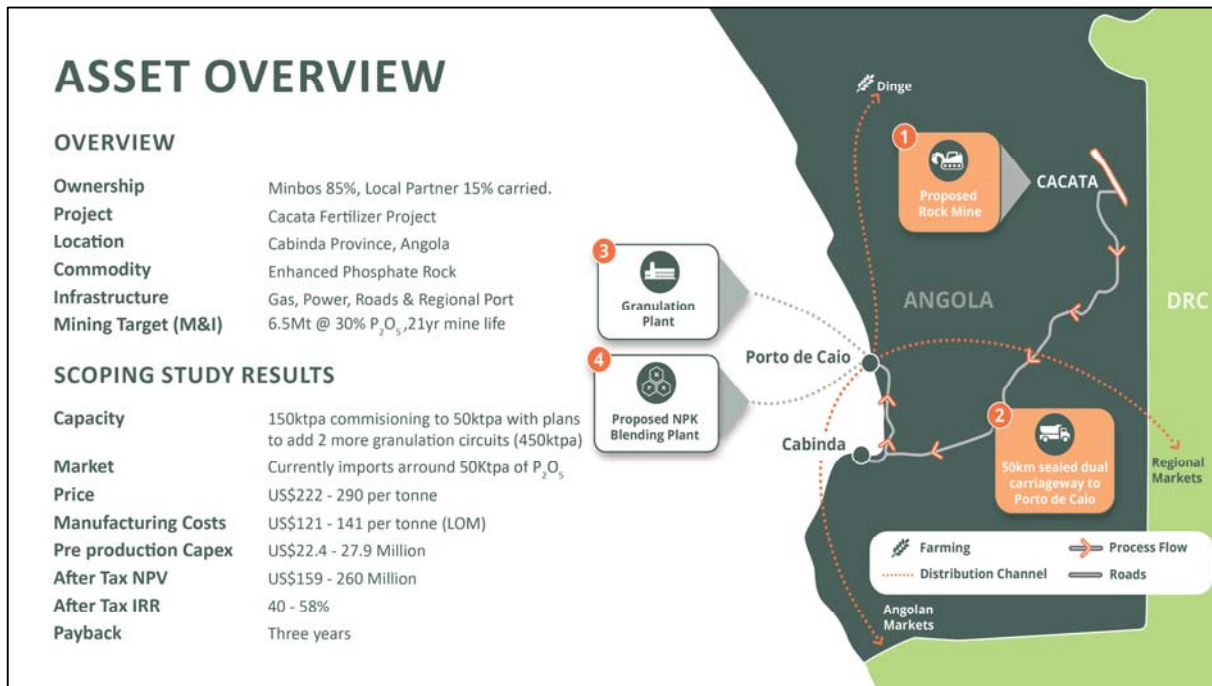 ASSET OVERVIEW
OVERVIEW
Ownership Minbos 85%, Local Partner 15% carried.
Project Cacata Fertilizer Project
Location Cabinda Province, Angola
Commodity Enhanced Phosphate Rock
Infrastructure Gas, Power, Roads & Regional Port
Mining Target (M&I) 6.5Mt @ 30% P₂O₅,21yr mine life
SCOPING STUDY RESULTS
Capacity 150ktpa commisioning to 50ktpa with plans
to add 2 more granulation circuits (450ktpa)
Market Currently imports arround 50Ktpa of P₂O₅
Price US$222 - 290 per tonne
Manufacturing Costs US$121 - 141 per tonne (LOM)
Pre production Capex US$22.4 - 27.9 Million
After Tax NPV US$159 - 260 Million
After Tax IRR 40 - 58%
Payback Three years
Dinge
1
Proposed
Rock Mine
CACATA
3
Granulation
Plant
ANGOLA
DRC
4
Proposed NPK
Blending Plant
Porto de Caio
Cabinda
2
50km sealed dual
carriageway to
Porto de Caio
Regional
Markets
Farming
Process Flow
Distribution Channel
Roads
Angolan
Markets